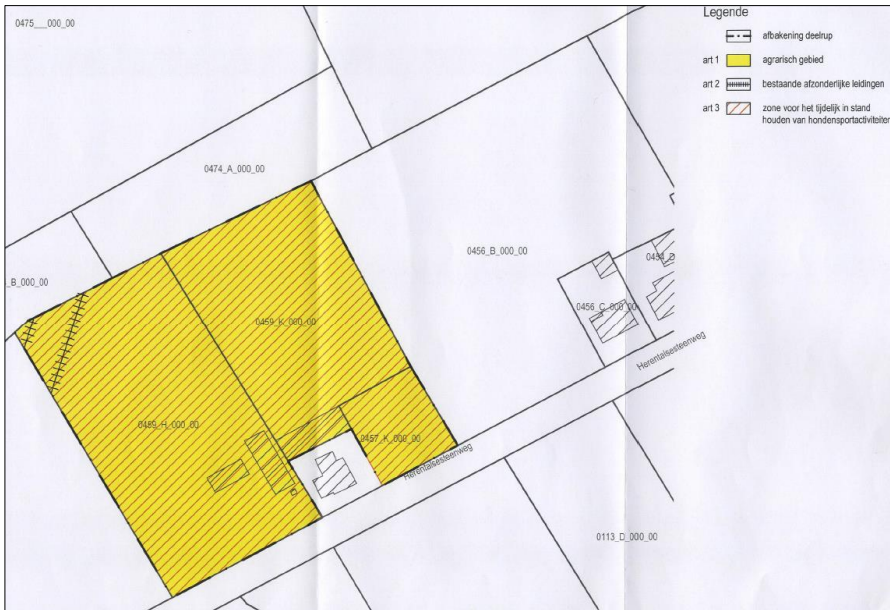 0475___000_00
Legende
afbakening deelrup
art 1 agrarisch gebied
art 2 bestaande afzonderlijke leidingen
art 3 zone voor het tijdelijk in stand
houden van hondensportactiviteiten
0474_A_000_00
0456_B_000_00
_B_000_00
0456_C_000_00
0459_K_000_00
Herentalsesteenweg
0459_H_000_00
0457_K_000_00
Herentalsesteenweg
0113_D_000_00